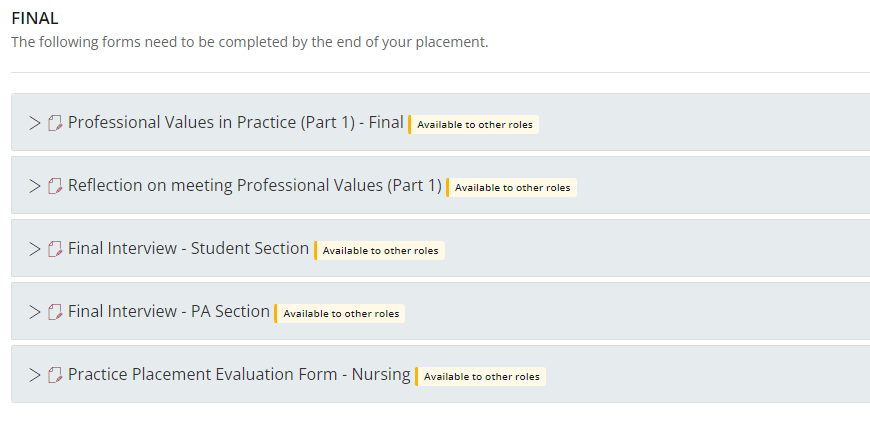 FINAL
The following forms need to be completed by the end of your placement.
Professional Values in Practice (Part 1) - Final Available to other roles
Reflection on meeting Professional Values (Part 1) Available to other roles
Final Interview - Student Section Available to other roles
Final Interview - PA Section Available to other roles
Practice Placement Evaluation Form - Nursing Available to other roles